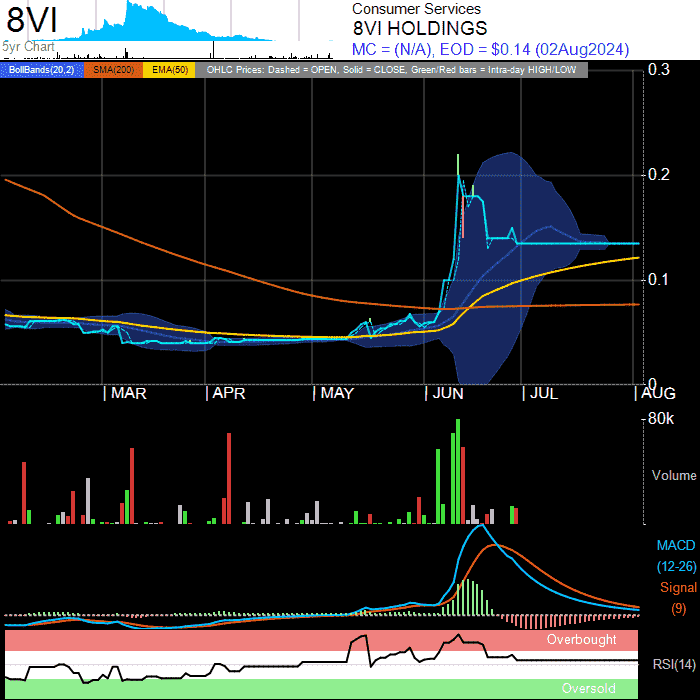 8VI
Consumer Services
8VI HOLDINGS
5yr Chart
MC = (N/A), EOD = $0.14 (02Aug2024)
BollBands(20,2) SMA(200) EMA(50) OHLC Prices: Dashed = OPEN, Solid = CLOSE, Green/Red bars = Intra-day HIGH/LOW
0.3
0.2
0.1
0
MAR APR MAY JUN JUL AUG
80k
Volume
MACD
(12-26)
Signal
(9)
Overbought
RSI(14)
Oversold